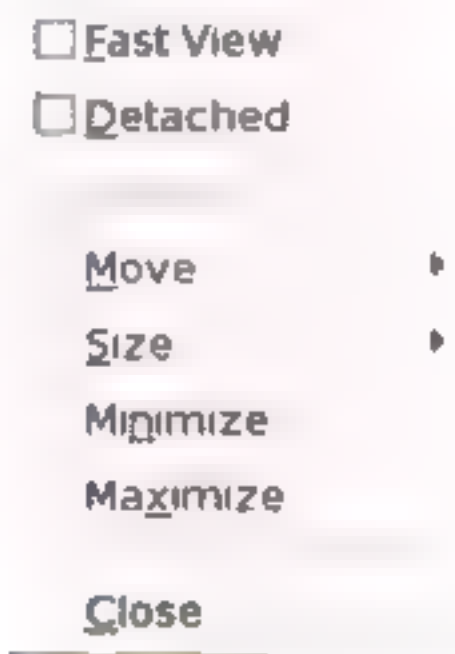 Fast View
Detached
Move
Size
Minimize
Maximize
Close